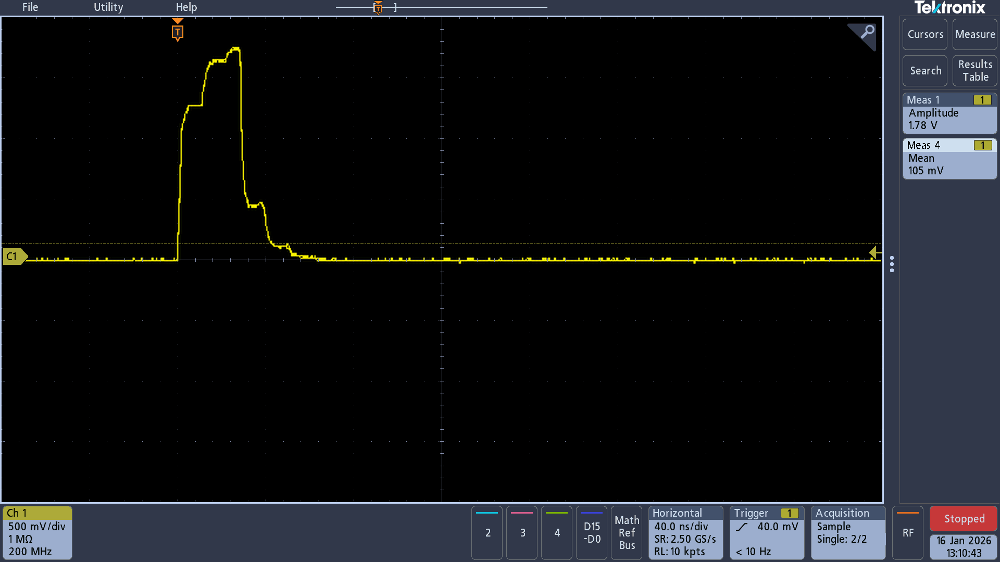 File Utility Help
Tektronix
T
T
Cursors Measure
Search Results
Table
Meas 1 1
Amplitude
1.78 V
Meas 4 1
Mean
105 mV
C1
Ch 1
500 mV/div
1 MΩ
200 MHz
2
3
4
D15
-D0
Math
Ref
Bus
Horizontal
40.0 ns/div
SR: 2.50 GS/s
RL: 10 kpts
Trigger 1
40.0 mV
< 10 Hz
Acquisition
Sample
Single: 2/2
RF
Stopped
16 Jan 2026
13:10:43